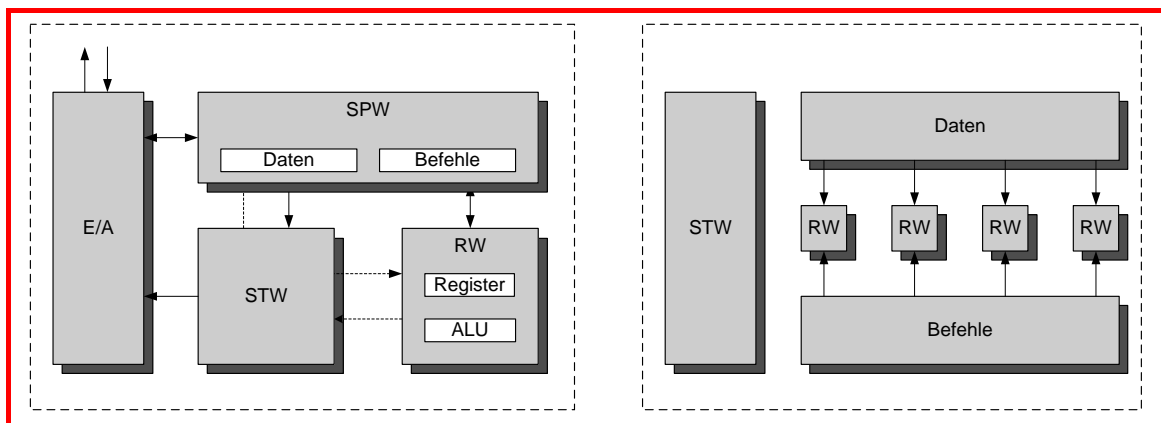 SPW
Daten Befehle
E/A
STW
RW
Register
ALU
STW
Daten
RW RW RW RW
Befehle